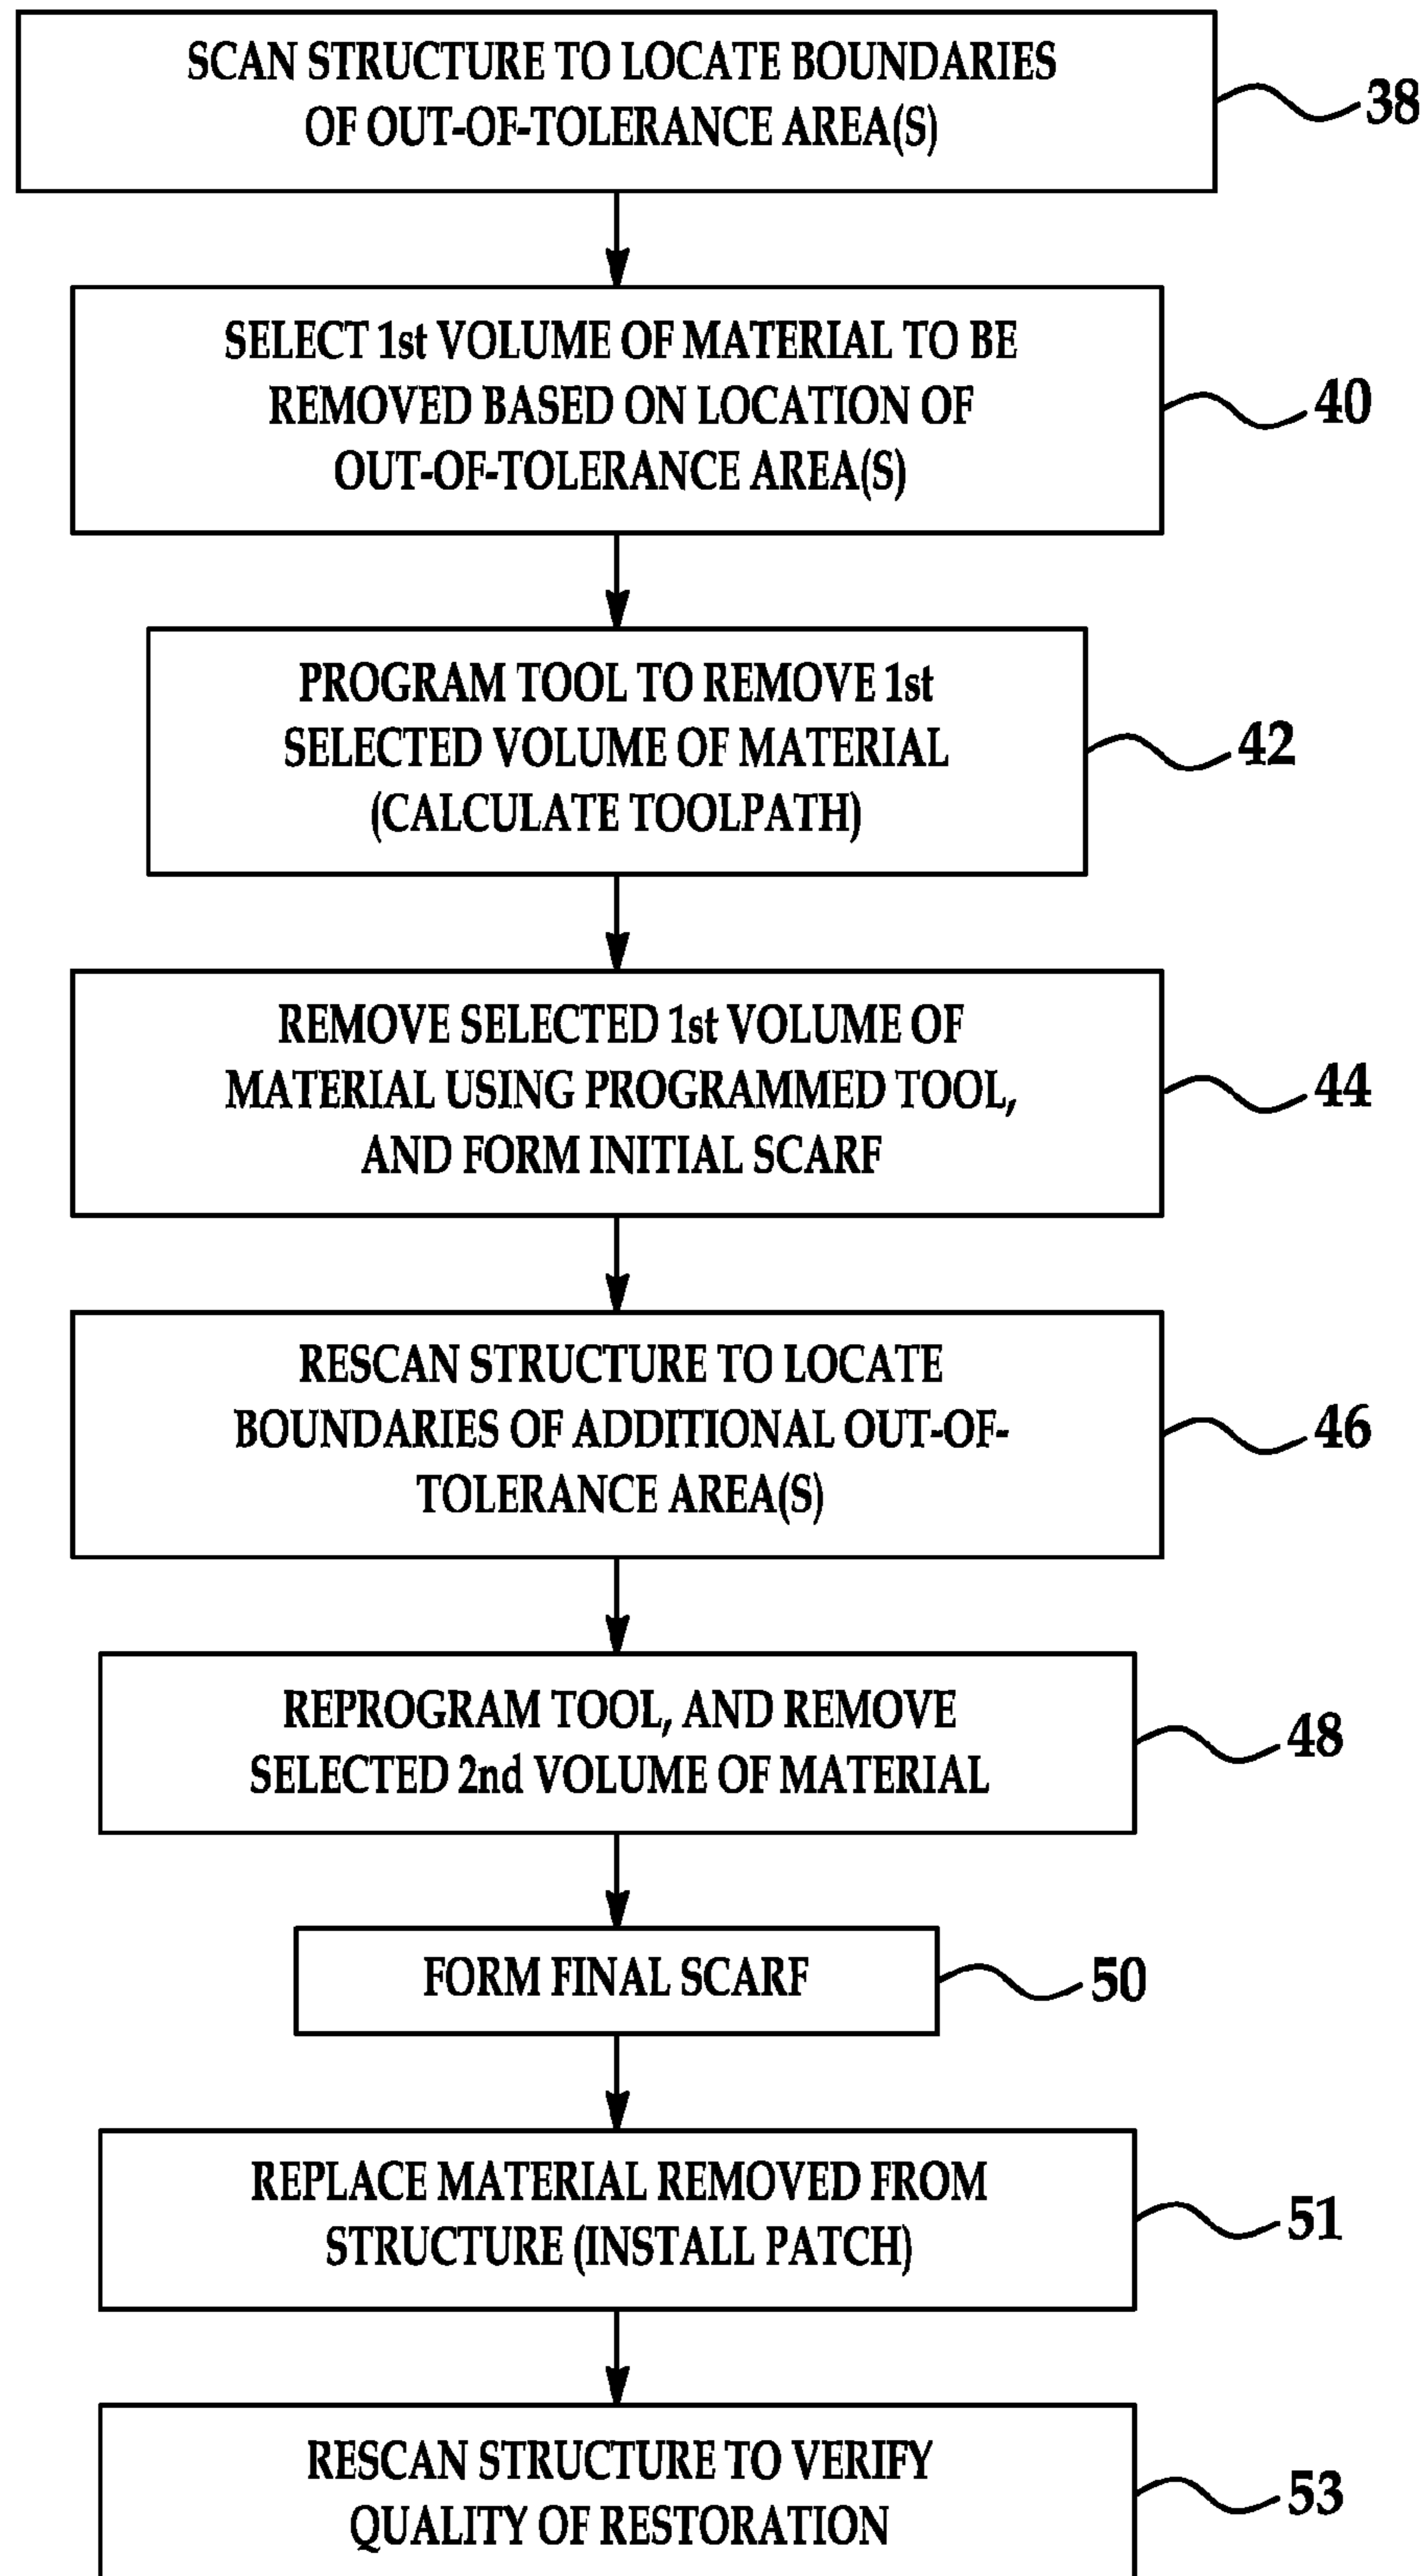 SCAN STRUCTURE TO LOCATE BOUNDARIES
OF OUT-OF-TOLERANCE AREA(S)
38
SELECT 1st VOLUME OF MATERIAL TO BE
REMOVED BASED ON LOCATION OF
OUT-OF-TOLERANCE AREA(S)
40
PROGRAM TOOL TO REMOVE 1st
SELECTED VOLUME OF MATERIAL
(CALCULATE TOOLPATH)
42
REMOVE SELECTED 1st VOLUME OF
MATERIAL USING PROGRAMMED TOOL,
AND FORM INITIAL SCARF
44
RESCAN STRUCTURE TO LOCATE
BOUNDARIES OF ADDITIONAL OUT-OF-
TOLERANCE AREA(S)
46
REPROGRAM TOOL, AND REMOVE
SELECTED 2nd VOLUME OF MATERIAL
48
FORM FINAL SCARF
50
REPLACE MATERIAL REMOVED FROM
STRUCTURE (INSTALL PATCH)
51
RESCAN STRUCTURE TO VERIFY
QUALITY OF RESTORATION
53